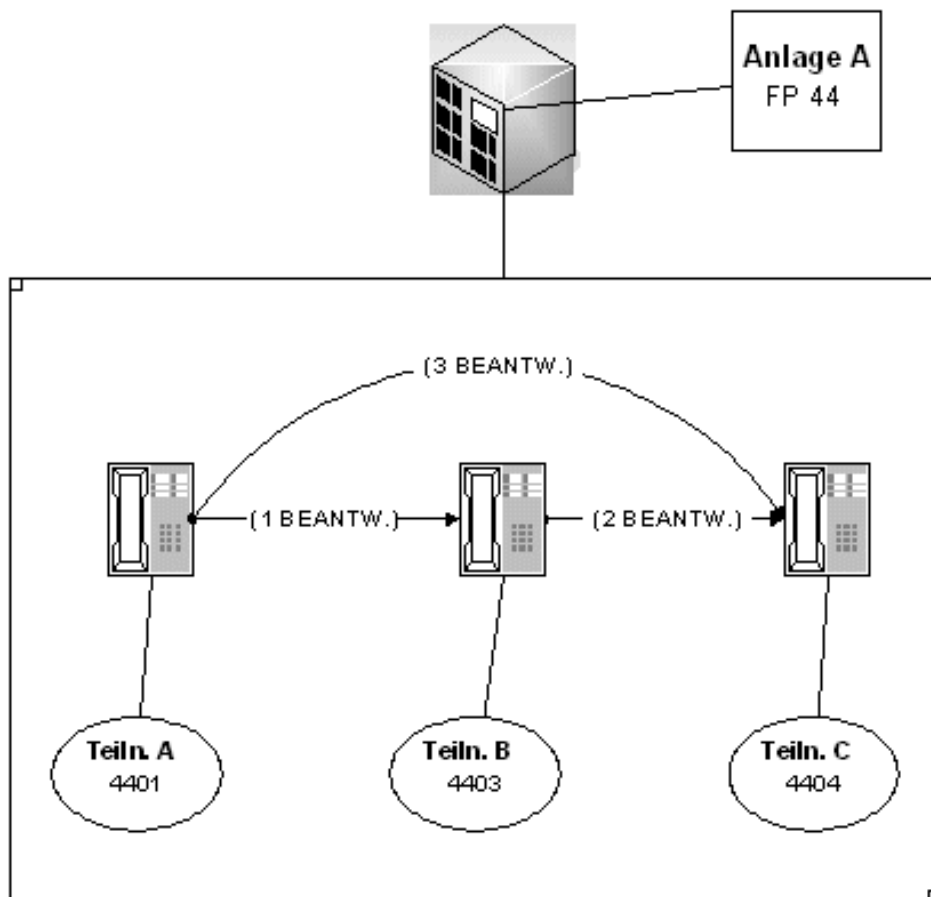 Anlage A
FP 44
(3 BEANTW.)
(1 BEANTW.)
(2 BEANTW.)
Teiln. A
4401
Teiln. B
4403
Teiln. C
4404